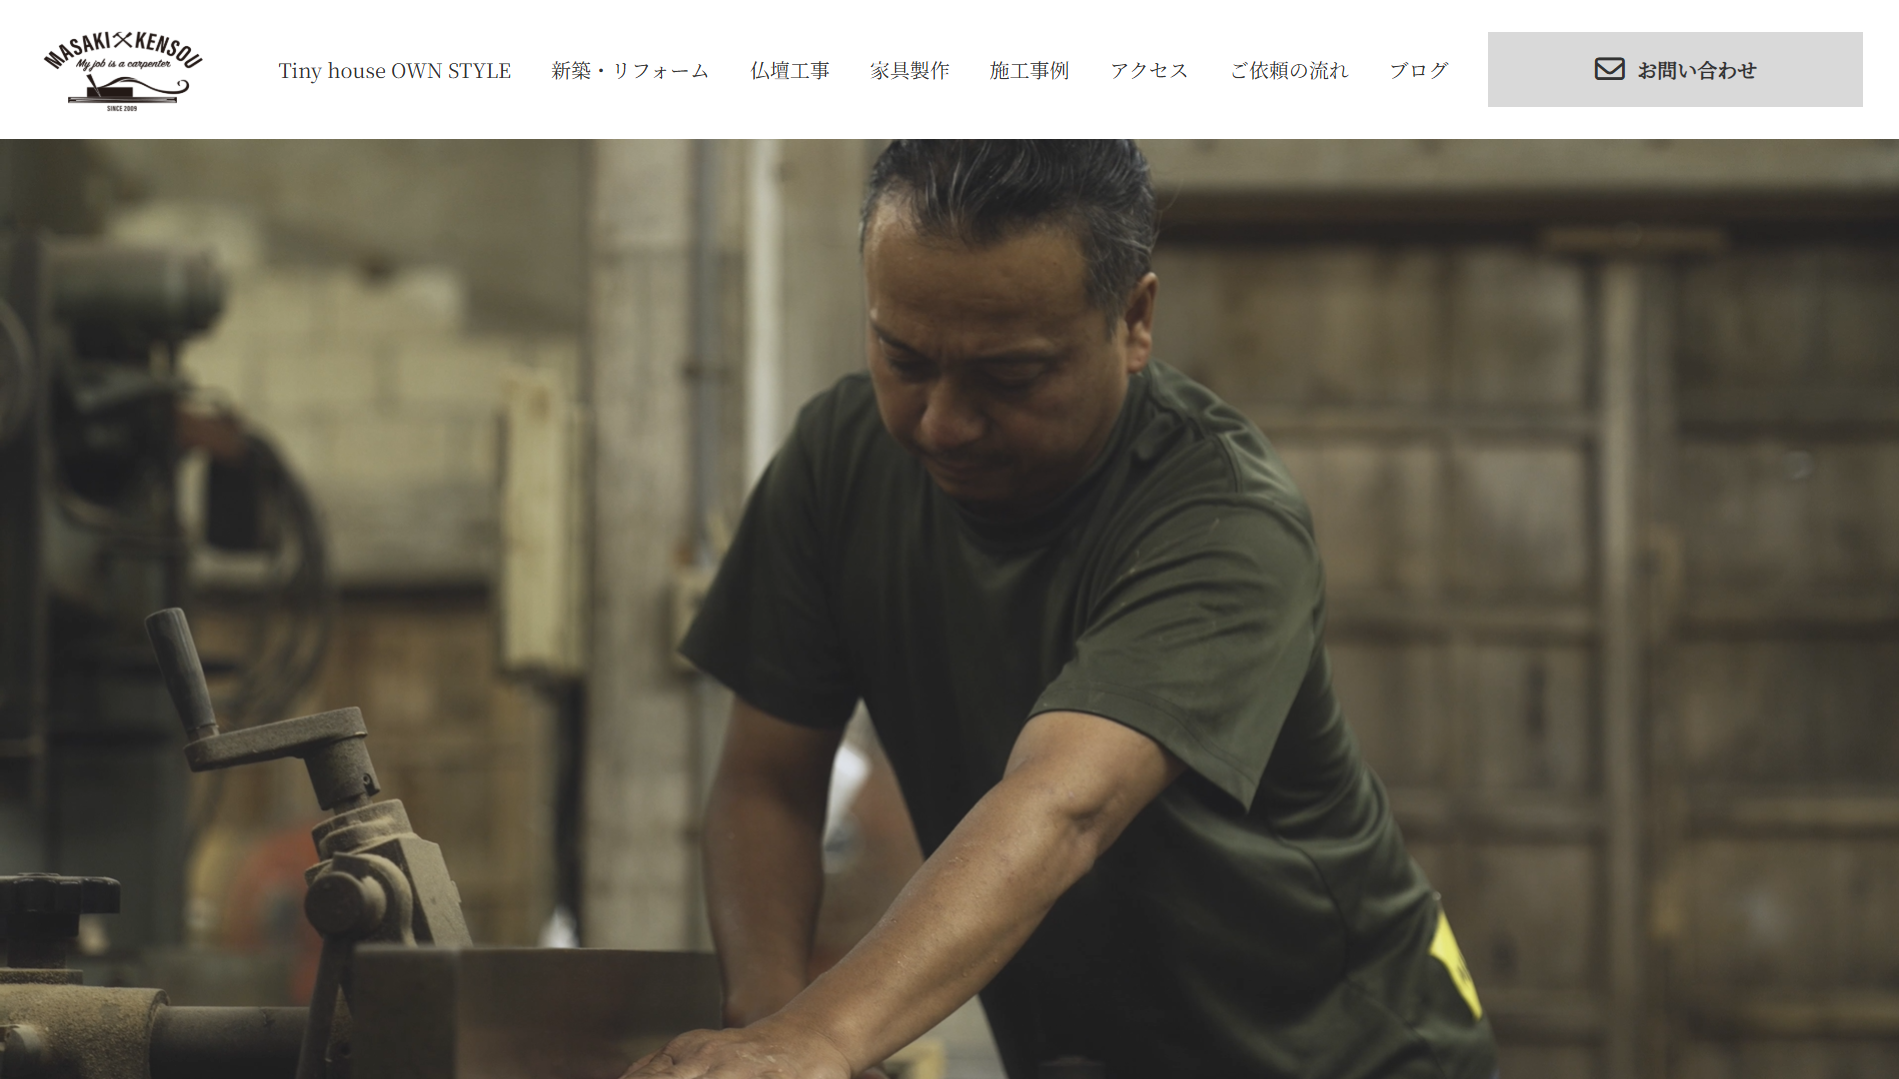 MASAKI KENSOU
My job is a carpenter
SINCE 2009
Tiny house OWN STYLE
新築・リフォーム
仏壇工事
家具製作
施工事例
アクセス
ご依頼の流れ
ブログ
お問い合わせ